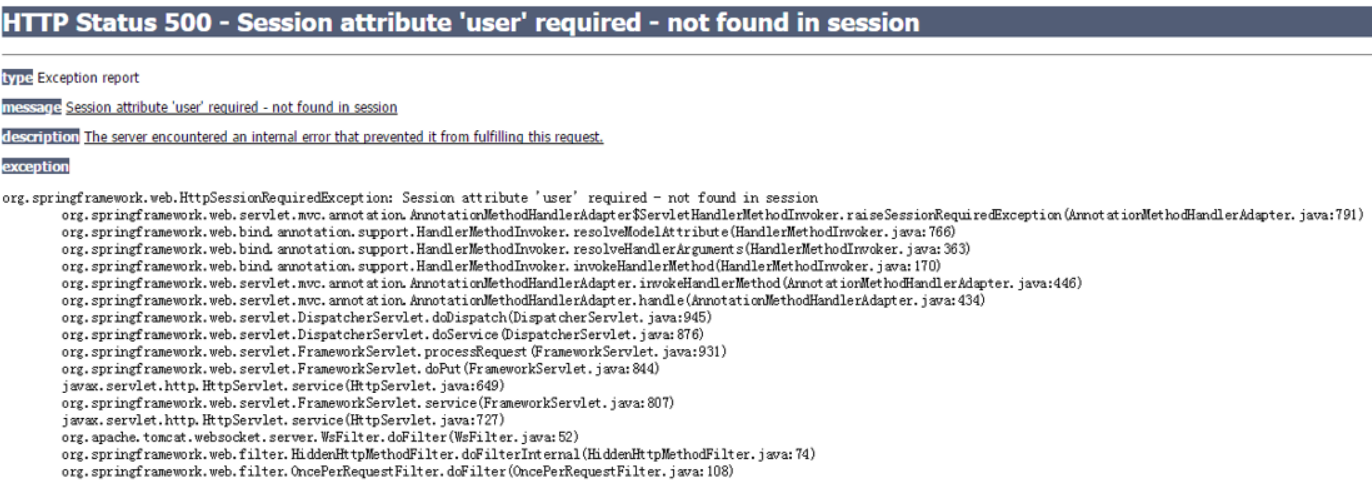 HTTP Status 500 - Session attribute 'user' required - not found in session
type Exception report
message Session attribute 'user' required - not found in session
description The server encountered an internal error that prevented it from fulfilling this request.
exception
org.springframework.web.HttpSessionRequiredException: Session attribute 'user' required - not found in session
org.springframework.web.servlet.mvc.annotation.AnnotationMethodHandlerAdapter$ServletHandlerMethodInvoker.raiseSessionRequiredException(AnnotationMethodHandlerAdapter.java:791)
org.springframework.web.bind.annotation.support.HandlerMethodInvoker.resolveModelAttribute(HandlerMethodInvoker.java:766)
org.springframework.web.bind.annotation.support.HandlerMethodInvoker.resolveHandlerArguments(HandlerMethodInvoker.java:363)
org.springframework.web.bind.annotation.support.HandlerMethodInvoker.invokeHandlerMethod(HandlerMethodInvoker.java:170)
org.springframework.web.servlet.mvc.annotation.AnnotationMethodHandlerAdapter.invokeHandlerMethod(AnnotationMethodHandlerAdapter.java:446)
org.springframework.web.servlet.mvc.annotation.AnnotationMethodHandlerAdapter.handle(AnnotationMethodHandlerAdapter.java:434)
org.springframework.web.servlet.DispatcherServlet.doDispatch(DispatcherServlet.java:945)
org.springframework.web.servlet.DispatcherServlet.doService(DispatcherServlet.java:876)
org.springframework.web.servlet.FrameworkServlet.processRequest(FrameworkServlet.java:931)
org.springframework.web.servlet.FrameworkServlet.doPut(FrameworkServlet.java:844)
javax.servlet.http.HttpServlet.service(HttpServlet.java:649)
org.springframework.web.servlet.FrameworkServlet.service(FrameworkServlet.java:807)
javax.servlet.http.HttpServlet.service(HttpServlet.java:727)
org.apache.tomcat.websocket.server.WsFilter.doFilter(WsFilter.java:52)
org.springframework.web.filter.HiddenHttpMethodFilter.doFilterInternal(HiddenHttpMethodFilter.java:74)
org.springframework.web.filter.OncePerRequestFilter.doFilter(OncePerRequestFilter.java:108)